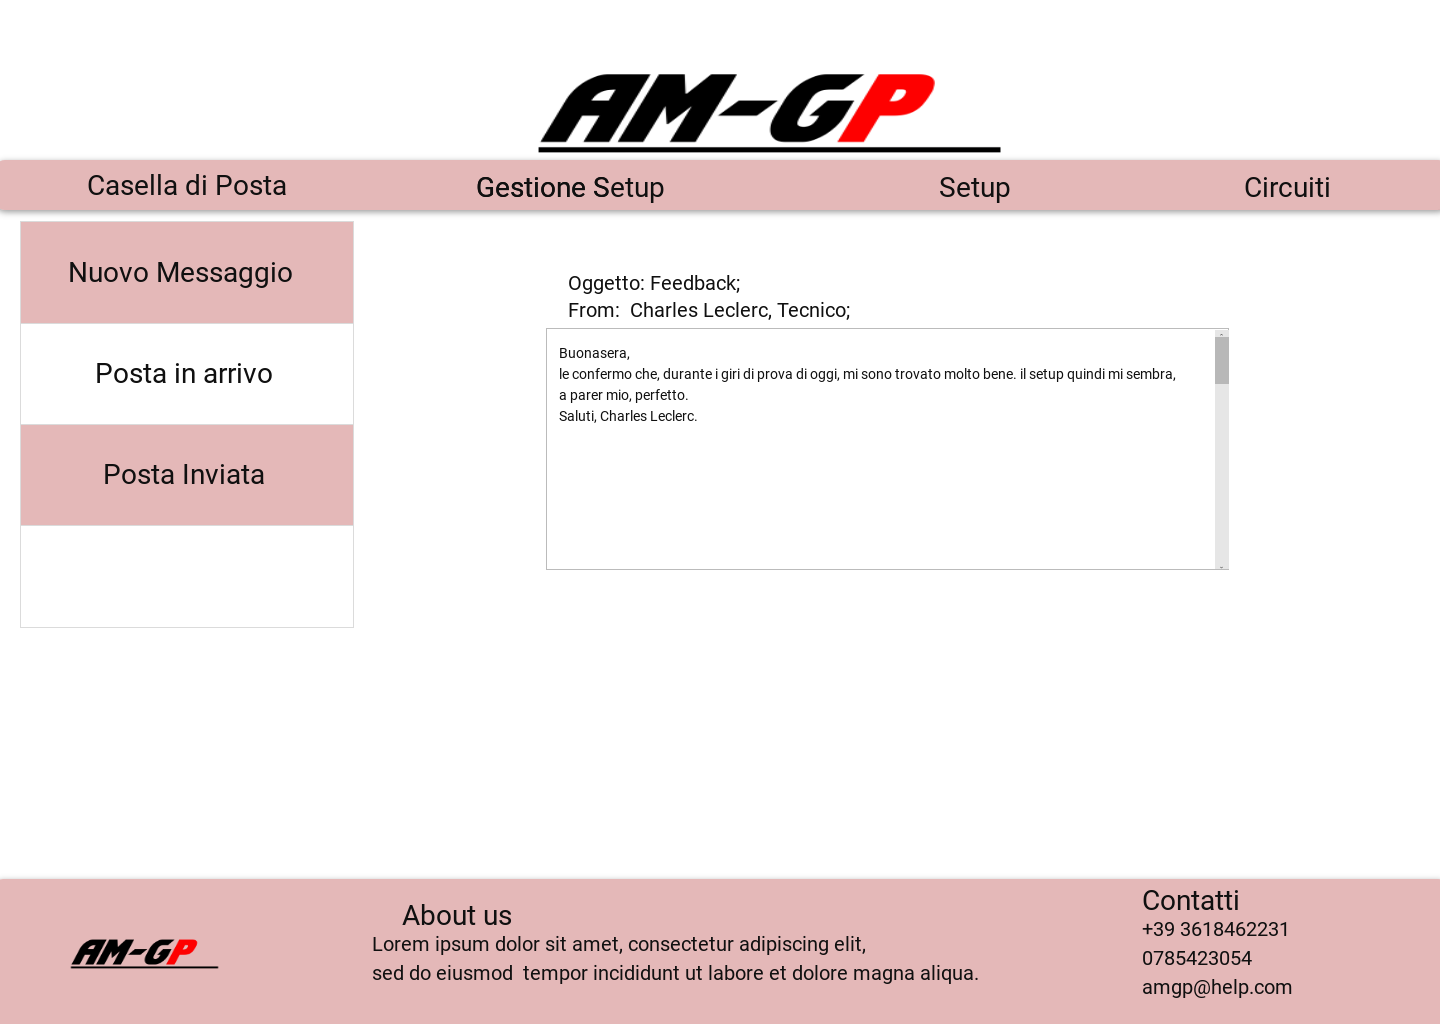 AM-GP
Casella di Posta
Gestione Setup
Setup
Circuiti
Nuovo Messaggio
Posta in arrivo
Posta Inviata
Oggetto: Feedback;
From:  Charles Leclerc, Tecnico;
Buonasera,
le confermo che, durante i giri di prova di oggi, mi sono trovato molto bene. il setup quindi mi sembra,
a parer mio, perfetto.
Saluti, Charles Leclerc.
AM-GP
About us
Lorem ipsum dolor sit amet, consectetur adipiscing elit,
sed do eiusmod  tempor incididunt ut labore et dolore magna aliqua.
Contatti
+39 3618462231
0785423054
amgp@help.com